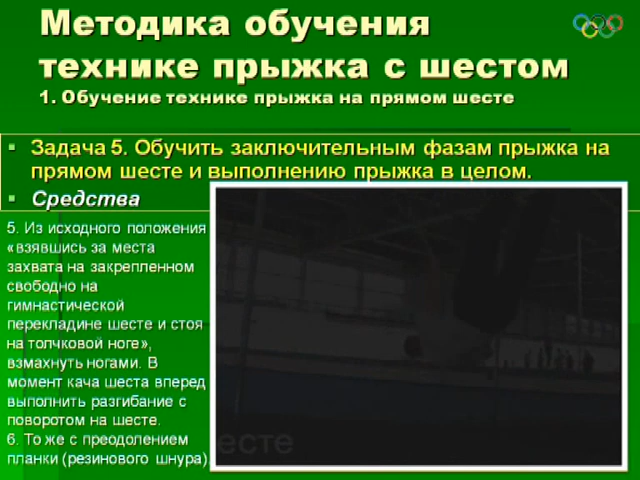 Методика обучения
технике прыжка с шестом
1. Обучение технике прыжка на прямом шесте
Задача 5. Обучить заключительным фазам прыжка на
прямом шесте и выполнению прыжка в целом.
Средства
5. Из исходного положения
«взявшись за места
захвата на закрепленном
свободно на
гимнастической
перекладине шесте и стоя
на толчковой ноге»,
взмахнуть ногами. В
момент кача шеста вперед
выполнить разгибание с
поворотом на шесте.
6. То же с преодолением
планки (резинового шнура)